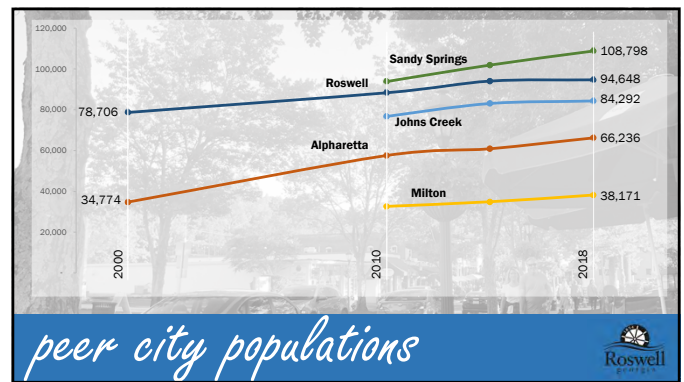 120,000
100,000
80,000
60,000
40,000
20,000
Sandy Springs
108,798
Roswell
94,648
78,706
84,292
Johns Creek
Alpharetta
66,236
34,774
Milton
38,171
2000
2010
2018
peer city populations
Roswell
georgia